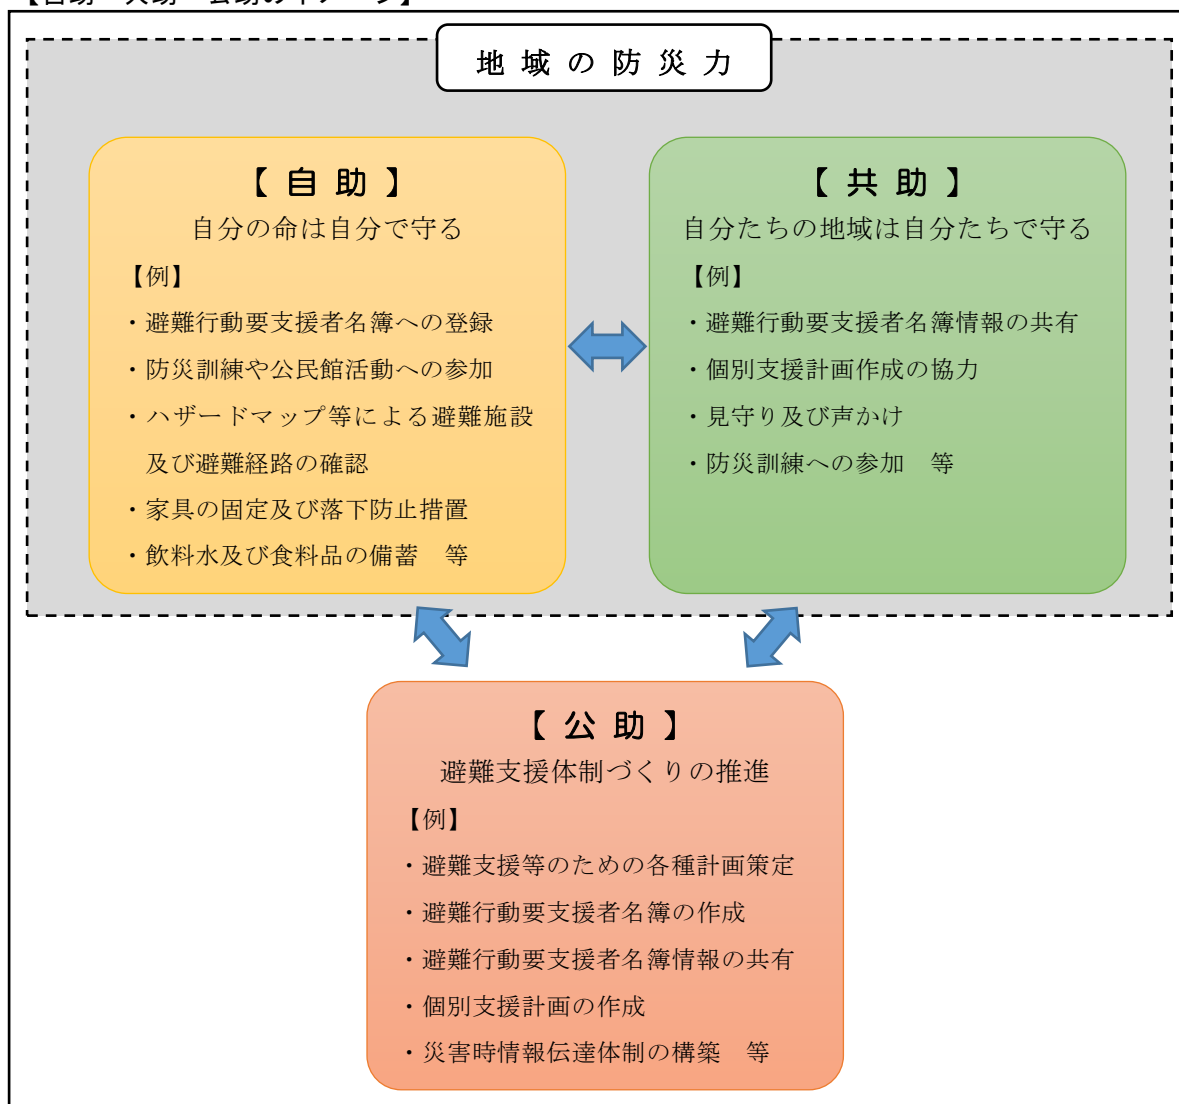 【自助・共助・公助のイメージ】
地域の防災力
【自助】
自分の命は自分で守る
【例】
・避難行動要支援者名簿への登録
・防災訓練や公民館活動への参加
・ハザードマップ等による避難施設
及び避難経路の確認
・家具の固定及び落下防止措置
・飲料水及び食料品の備蓄　等
【共助】
自分たちの地域は自分たちで守る
【例】
・避難行動要支援者名簿情報の共有
・個別支援計画作成の協力
・見守り及び声かけ
・防災訓練への参加　等
【公助】
避難支援体制づくりの推進
【例】
・避難支援等のための各種計画策定
・避難行動要支援者名簿の作成
・避難行動要支援者名簿情報の共有
・個別支援計画の作成
・災害時情報伝達体制の構築　等